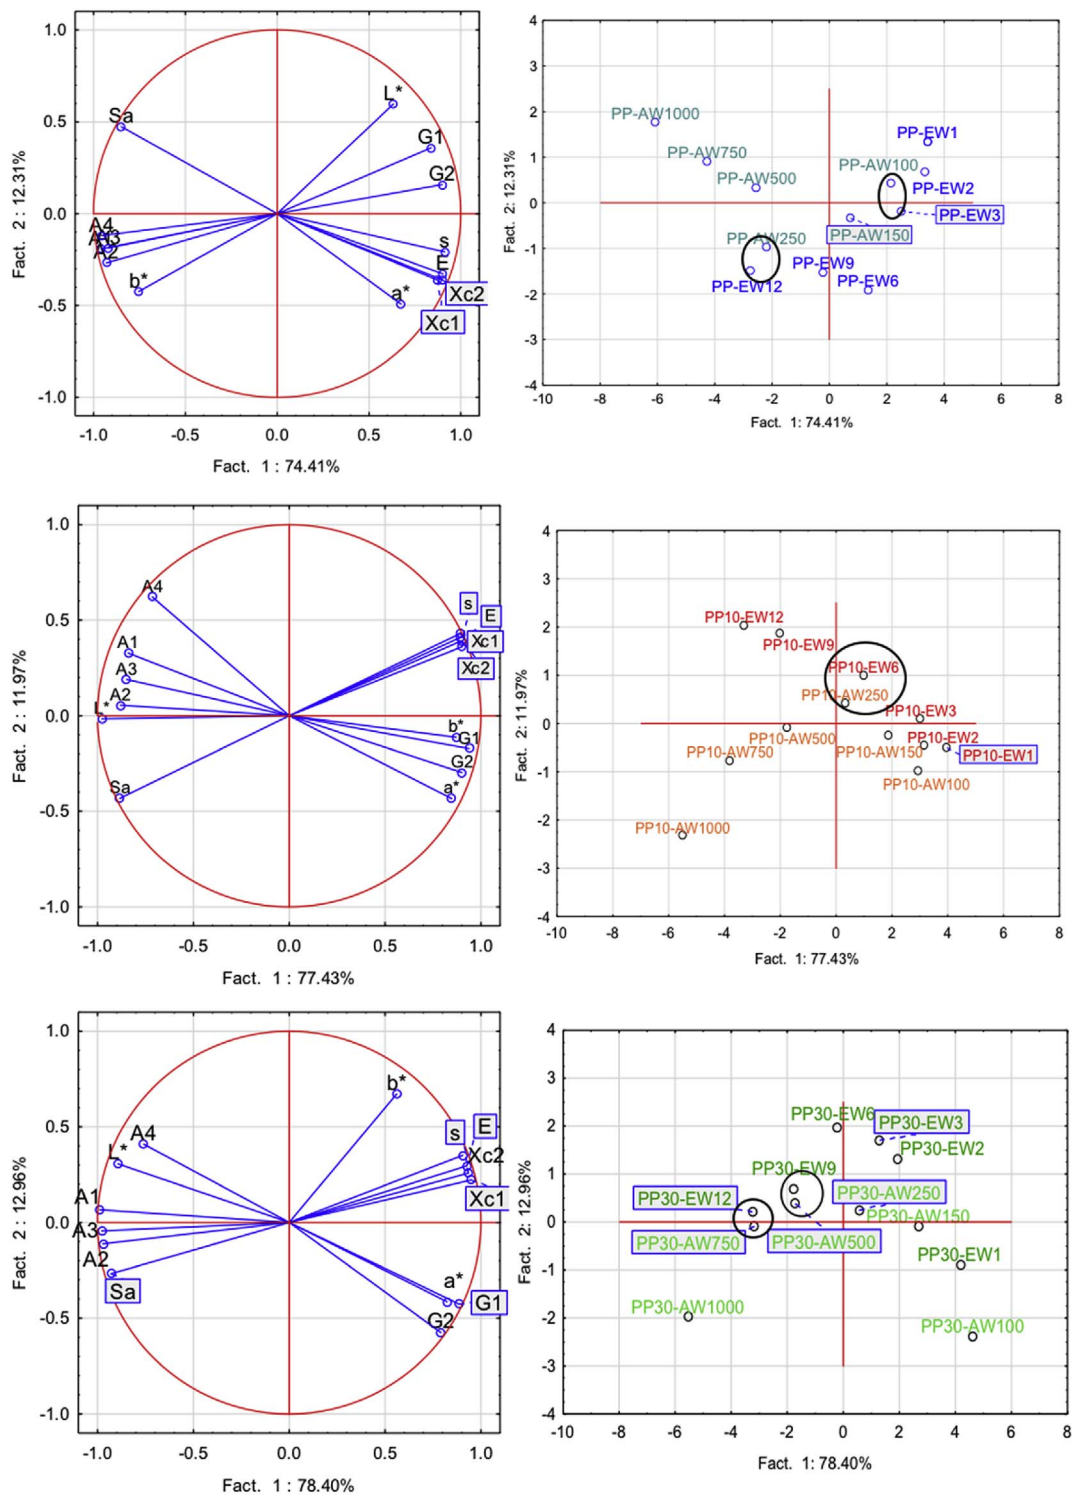 1.0
0.5
0.0
-0.5
-1.0
Fact. 2 : 12.31%
L*
Sa
G1
G2
A4
A3
A2
b*
s
E
a*
Xc2
Xc1
-1.0 -0.5 0.0 0.5 1.0
Fact. 1 : 74.41%
4
3
2
1
0
-1
-2
-3
-4
Fact. 2: 12.31%
PP-AW1000
PP-EW1
PP-AW750
PP-AW100
PP-AW500
PP-EW2
PP-EW3
PP-AW150
PP-AW250
PP-EW9
PP-EW6
PP-EW12
-10 -8 -6 -4 -2 0 2 4 6 8
Fact. 1: 74.41%
1.0
0.5
0.0
-0.5
-1.0
Fact. 2 : 11.97%
A4
s
E
A1
Xc1
A3
Xc2
A2
L*
b*
G1
G2
Sa
a*
-1.0 -0.5 0.0 0.5 1.0
Fact. 1 : 77.43%
4
3
2
1
0
-1
-2
-3
-4
Fact. 2: 11.97%
PP10-EW12
PP10-EW9
PP10-EW6
PP10-AW250
PP10-EW3
PP10-AW500
PP10-EW2
PP10-AW750
PP10-AW150
PP10-EW1
PP10-AW100
PP10-AW1000
-10 -8 -6 -4 -2 0 2 4 6 8
Fact. 1: 77.43%
1.0
0.5
0.0
-0.5
-1.0
Fact. 2 : 12.96%
b*
A4
s
E
L*
Xc2
A1
Xc1
A3
A2
Sa
a*
G1
G2
-1.0 -0.5 0.0 0.5 1.0
Fact. 1 : 78.40%
4
3
2
1
0
-1
-2
-3
-4
Fact. 2: 12.96%
PP30-EW6
PP30-EW3
PP30-EW2
PP30-EW9
PP30-EW12
PP30-AW250
PP30-AW150
PP30-AW750
PP30-AW500
PP30-EW1
PP30-AW1000
PP30-AW100
-10 -8 -6 -4 -2 0 2 4 6 8
Fact. 1: 78.40%